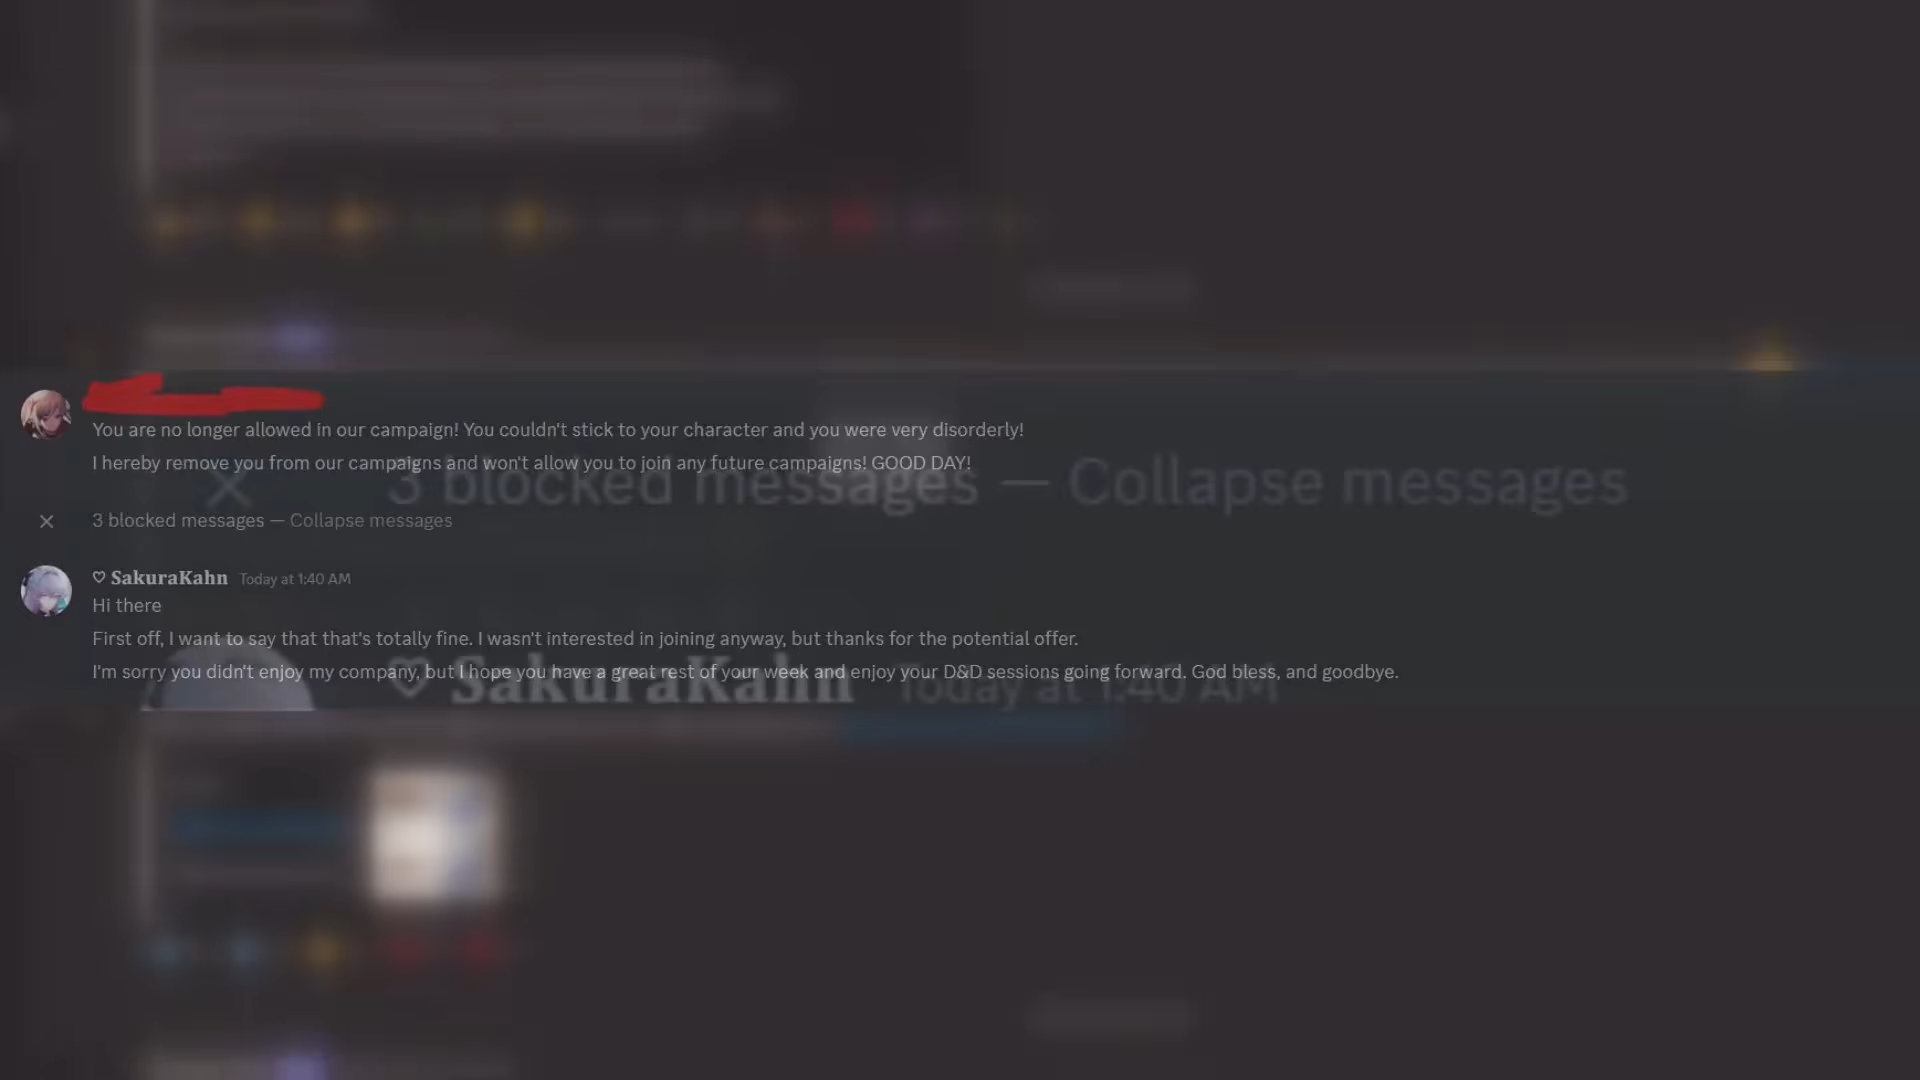 You are no longer allowed in our campaign! You couldn't stick to your character and you were very disorderly!
I hereby remove you from our campaigns and won't allow you to join any future campaigns! GOOD DAY!
3 blocked messages — Collapse messages
3 blocked messages — Collapse messages
♡ SakuraKahn Today at 1:40 AM
Hi there
First off, I want to say that that's totally fine. I wasn't interested in joining anyway, but thanks for the potential offer.
I'm sorry you didn't enjoy my company, but I hope you have a great rest of your week and enjoy your D&D sessions going forward. God bless, and goodbye.
♡ SakuraKahn Today at 1:40 AM